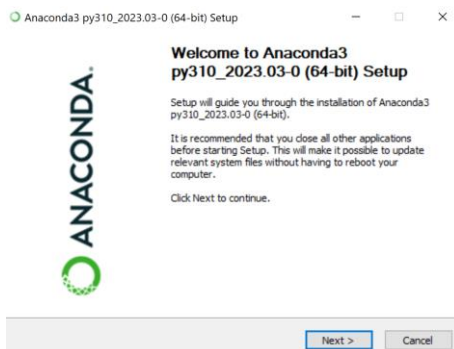 Anaconda3 py310_2023.03-0 (64-bit) Setup
ANACONDA.
Welcome to Anaconda3
py310_2023.03-0 (64-bit) Setup
Setup will guide you through the installation of Anaconda3
py310_2023.03-0 (64-bit).
It is recommended that you close all other applications
before starting Setup. This will make it possible to update
relevant system files without having to reboot your
computer.
Click Next to continue.
Next >
Cancel